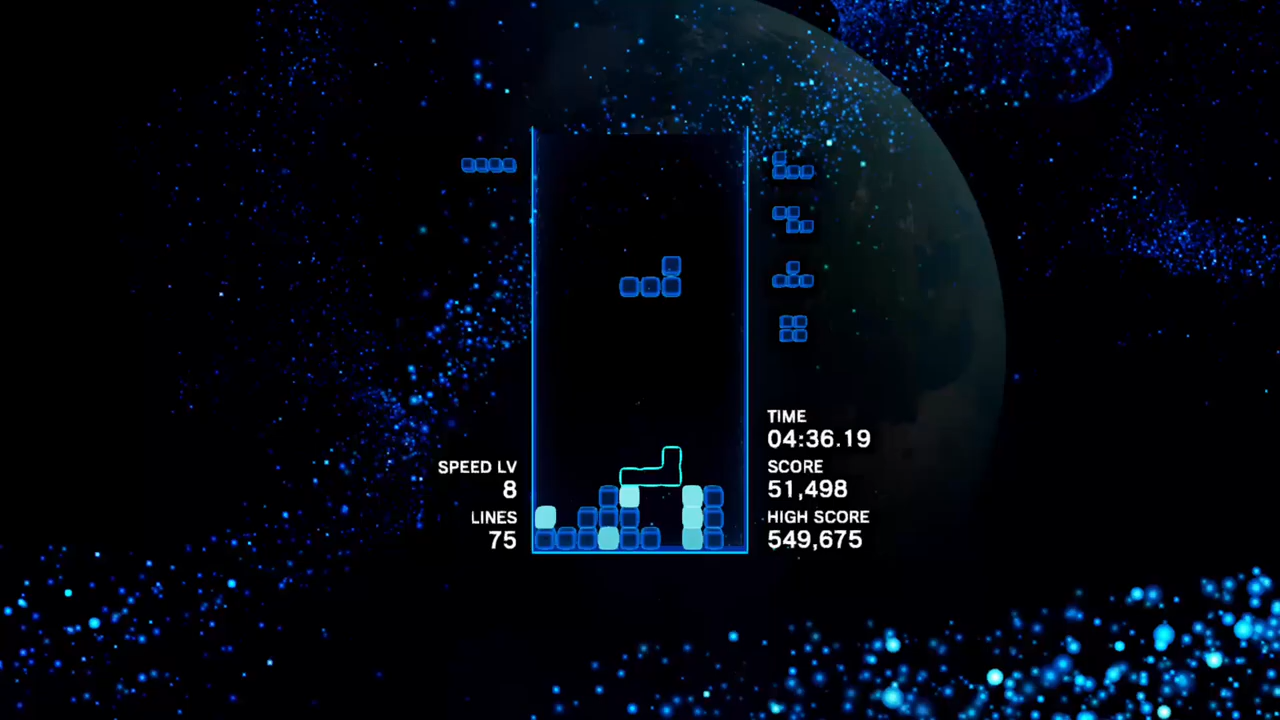 SPEED LV
8
LINES
75
TIME
04:36.19
SCORE
51,498
HIGH SCORE
549,675